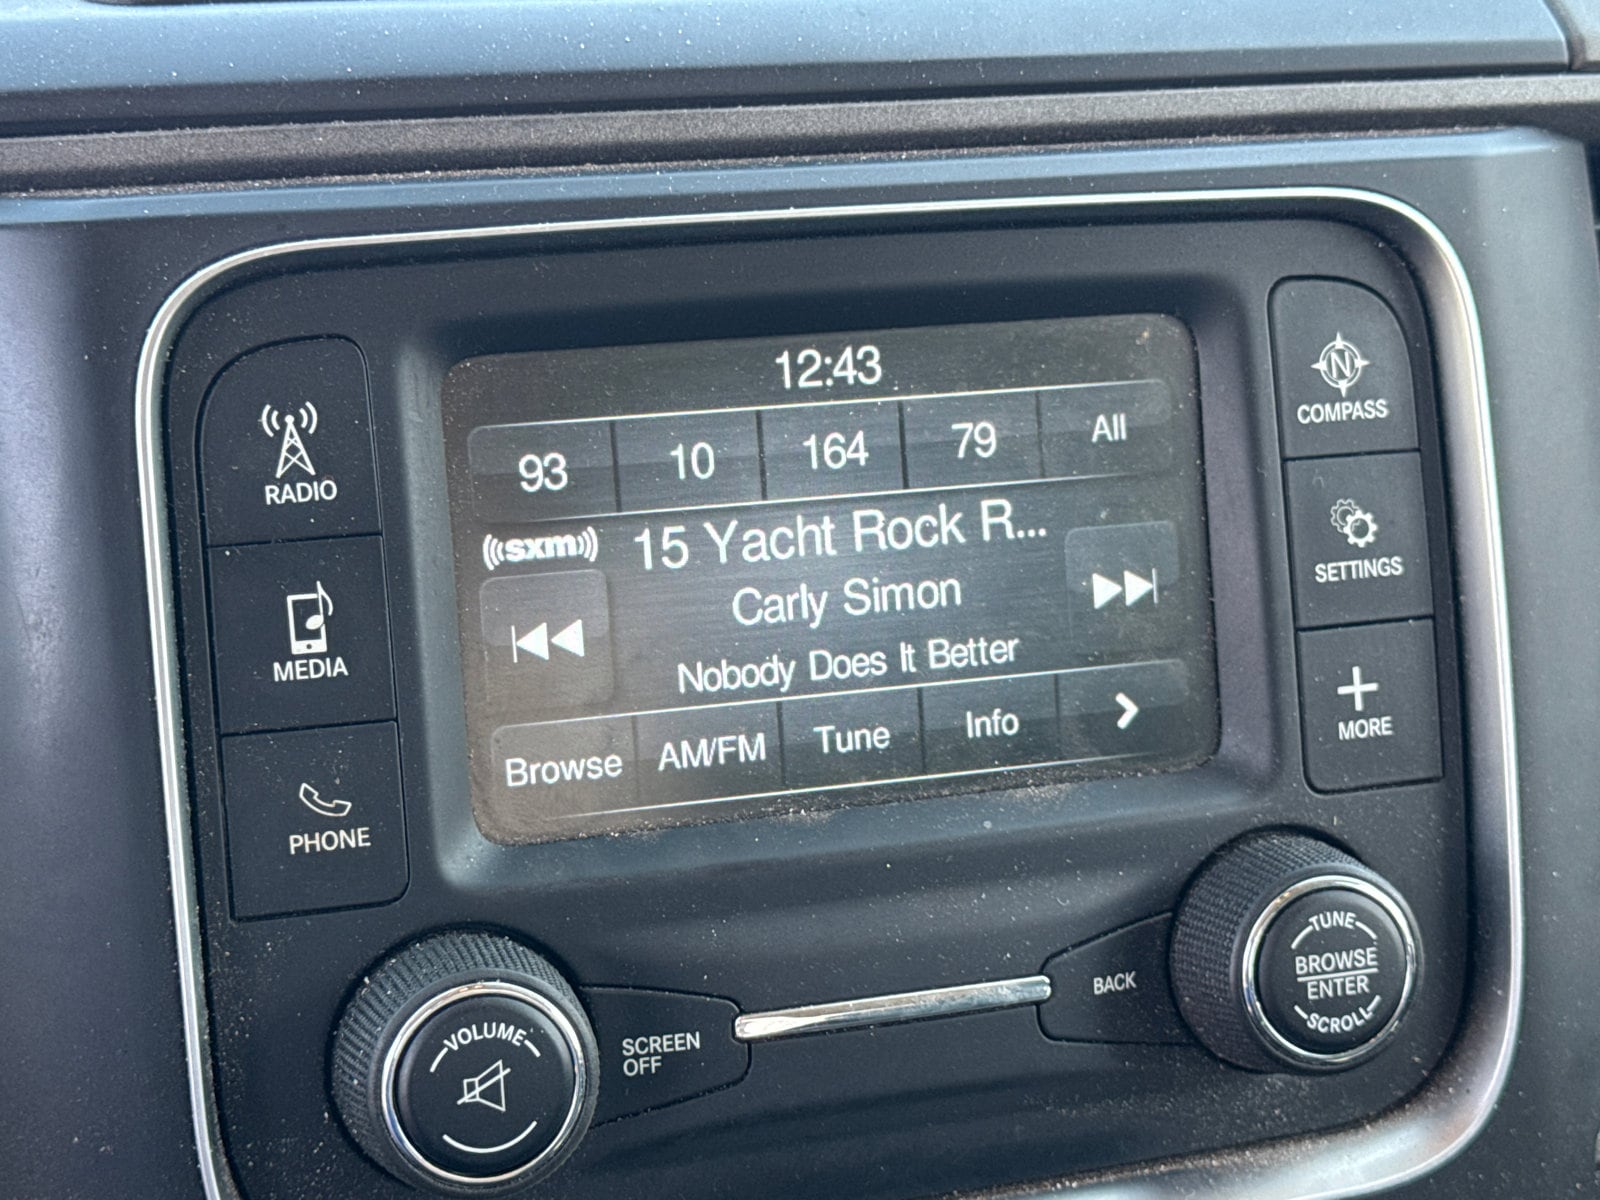 12:43
93 10 164 79 All
((sxm)) 15 Yacht Rock R...
Carly Simon
Nobody Does It Better
Browse AM/FM Tune Info
RADIO
MEDIA
PHONE
N
COMPASS
SETTINGS
MORE
VOLUME
SCREEN
OFF
BACK
TUNE
BROWSE
ENTER
SCROLL